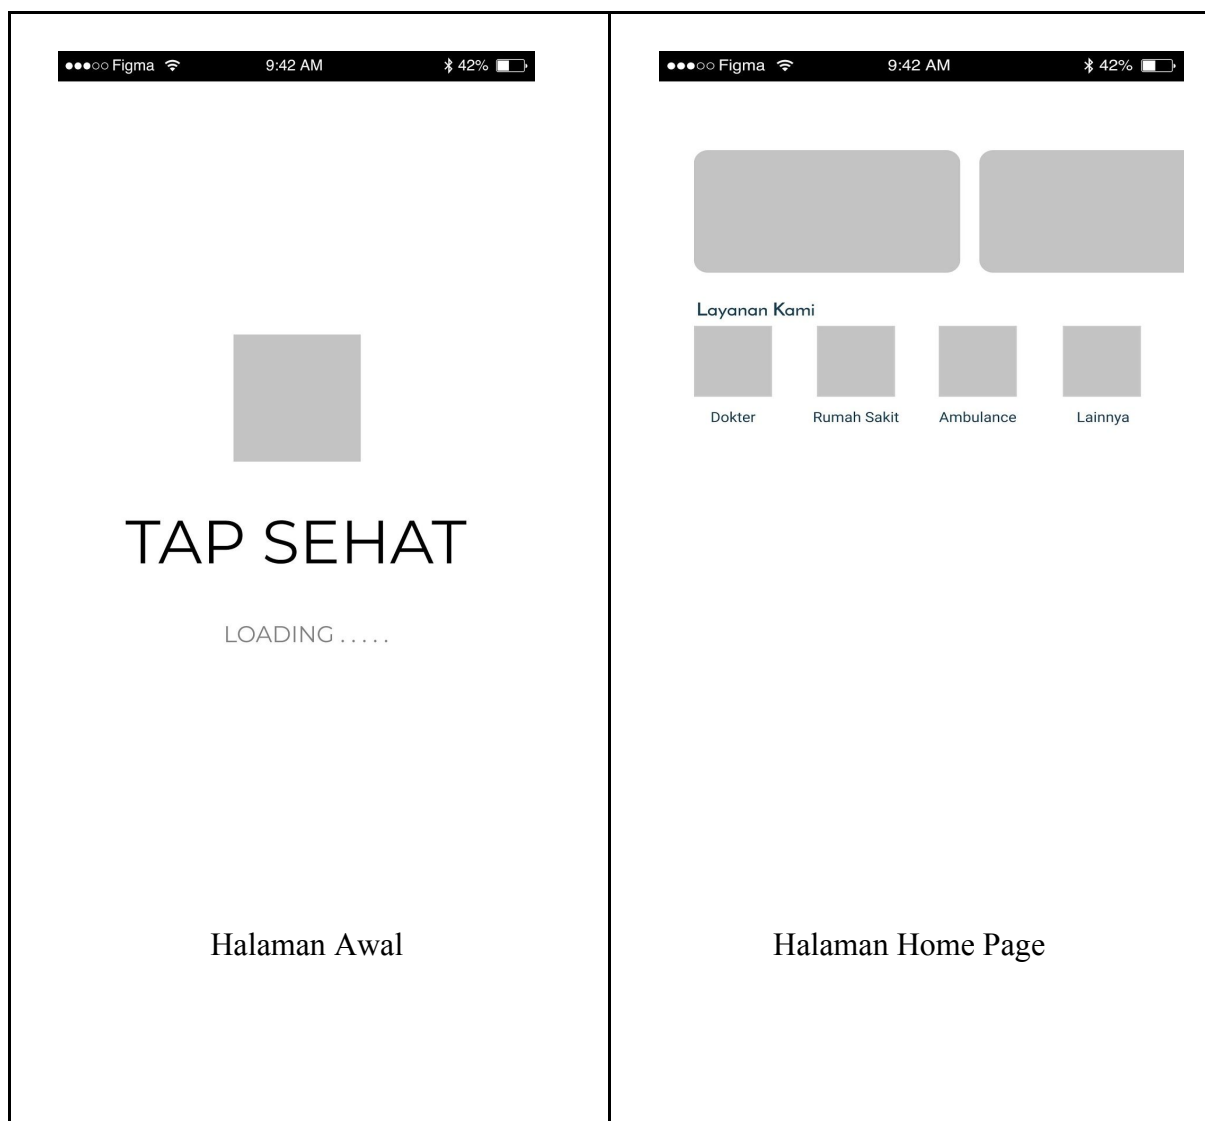 Figma 9:42 AM 42%
TAP SEHAT
LOADING . . . . .
Halaman Awal
Figma 9:42 AM 42%
Layanan Kami
Dokter Rumah Sakit Ambulance Lainnya
Halaman Home Page